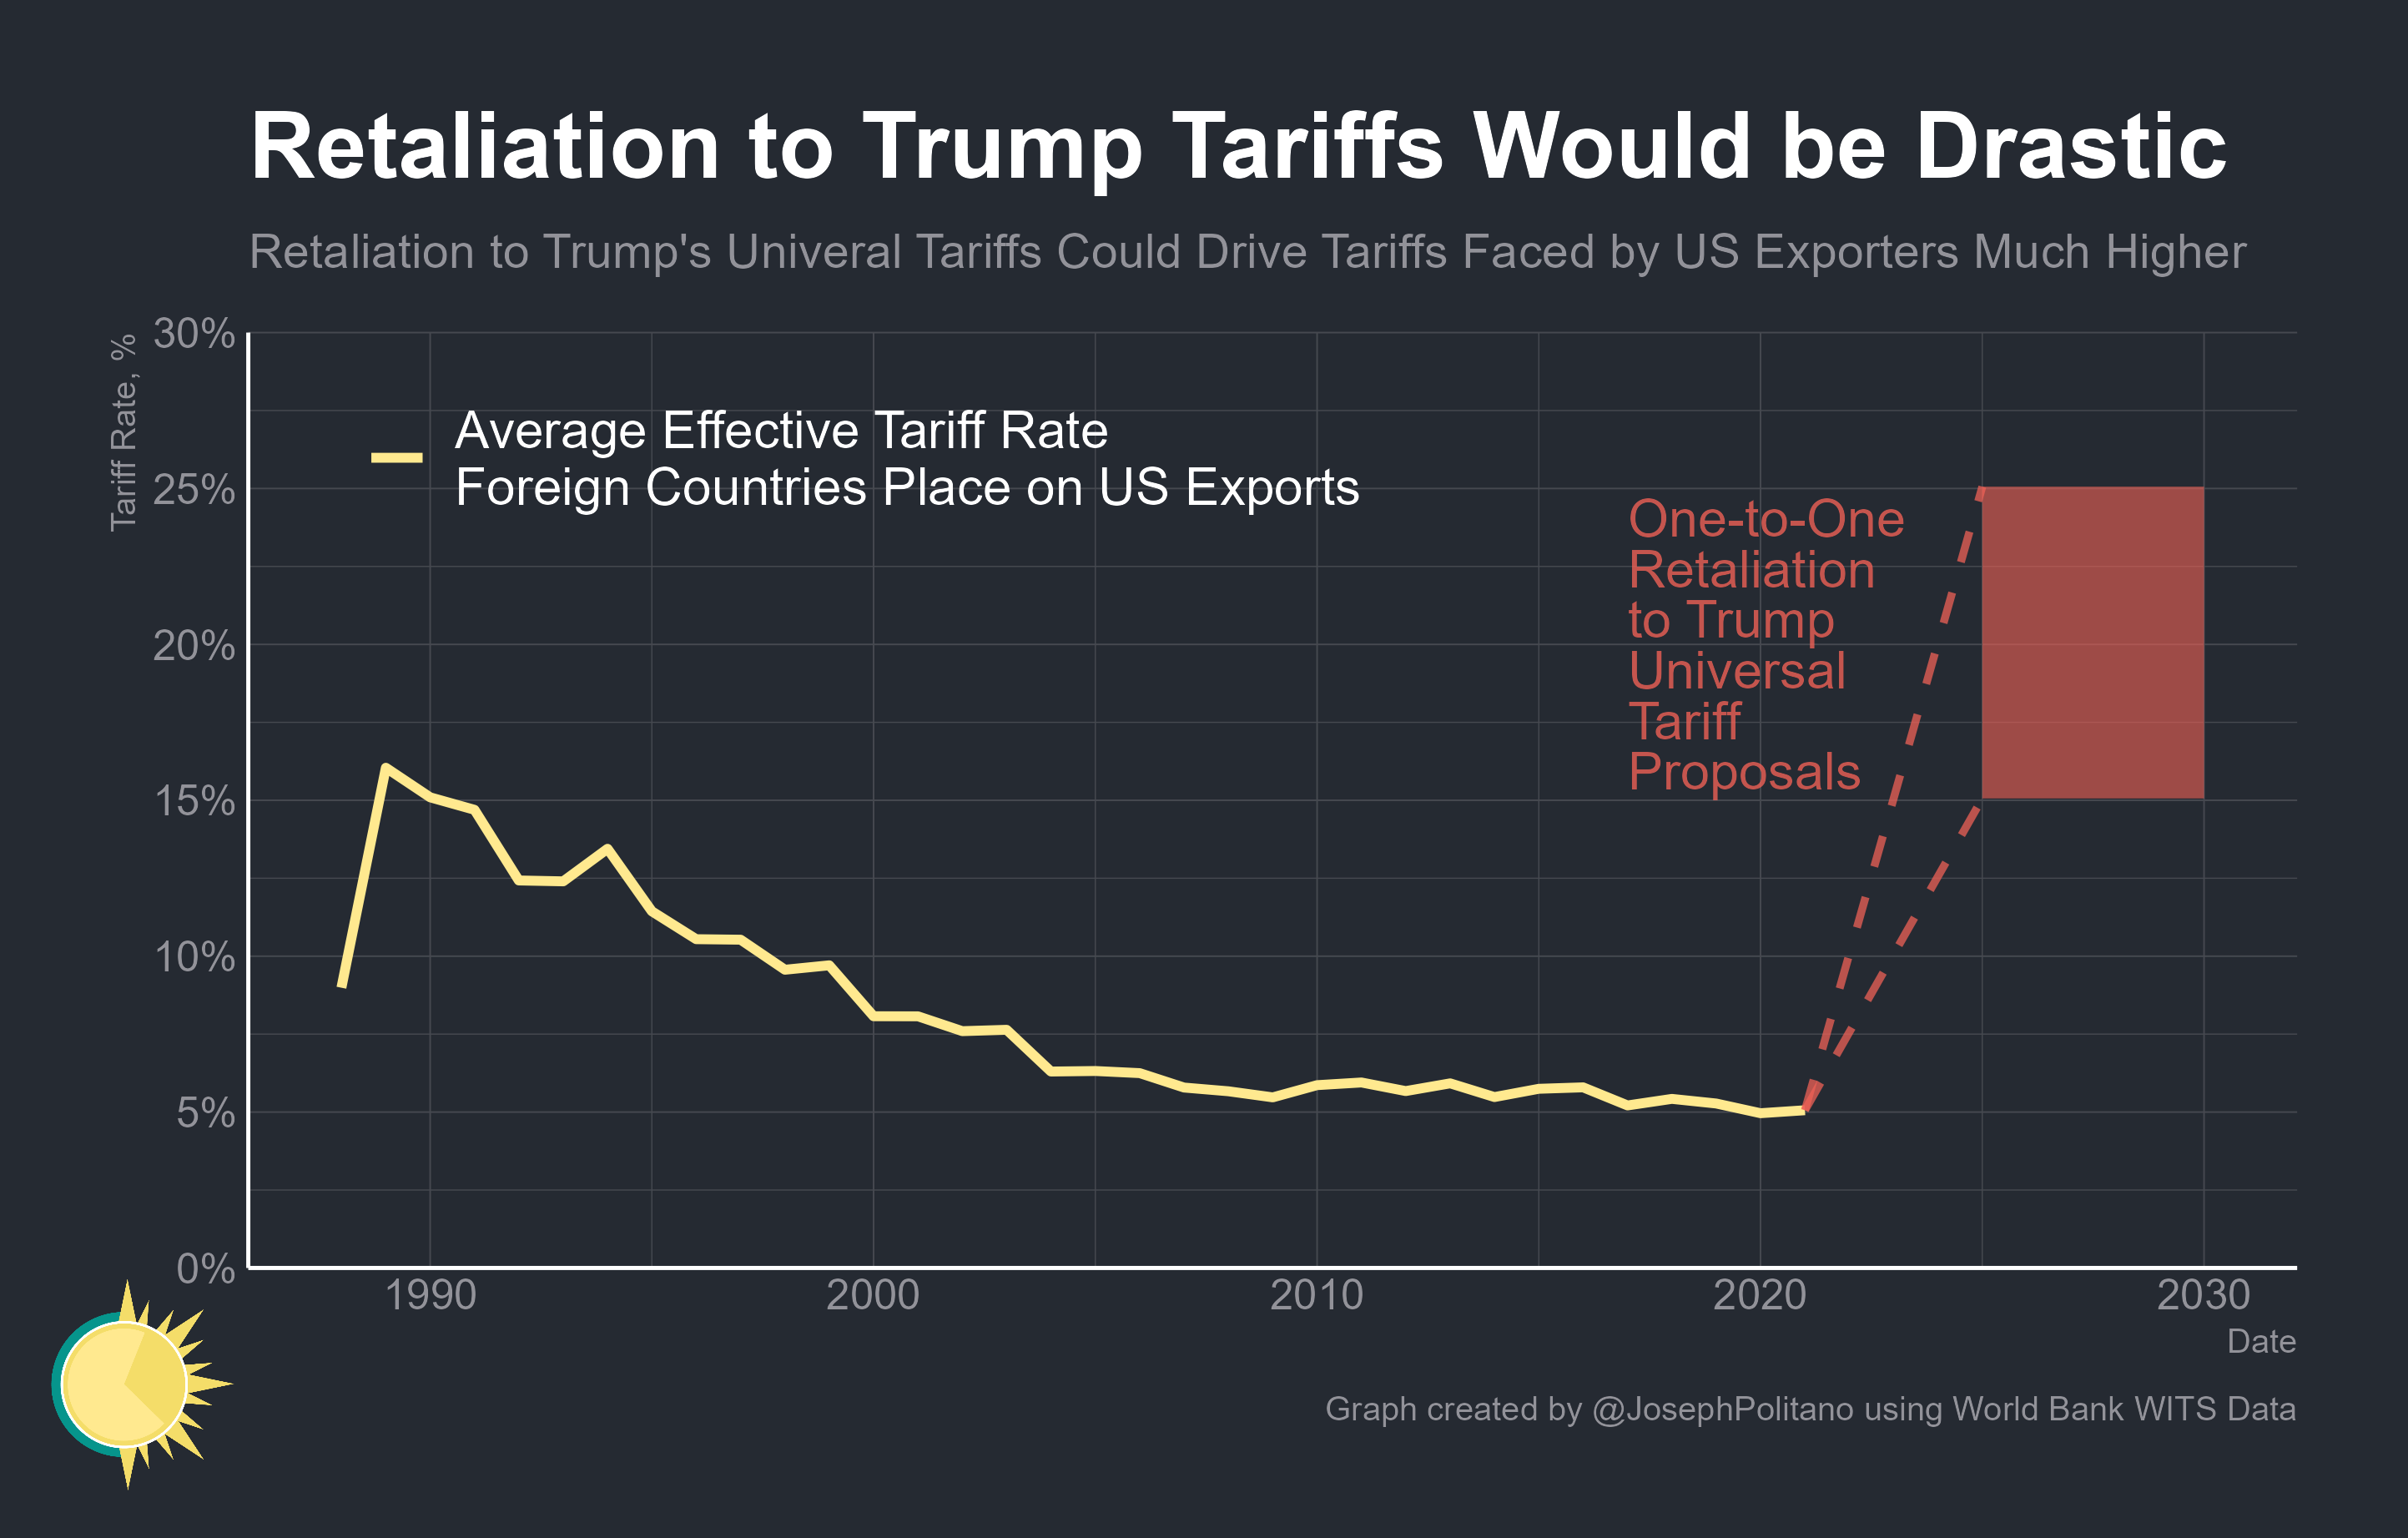 Retaliation to Trump Tariffs Would be Drastic
Retaliation to Trump's Univeral Tariffs Could Drive Tariffs Faced by US Exporters Much Higher
Tariff Rate, %
30%
25%
20%
15%
10%
5%
0%
Average Effective Tariff Rate
Foreign Countries Place on US Exports
One-to-One
Retaliation
to Trump
Universal
Tariff
Proposals
1990
2000
2010
2020
2030
Date
Graph created by @JosephPolitano using World Bank WITS Data